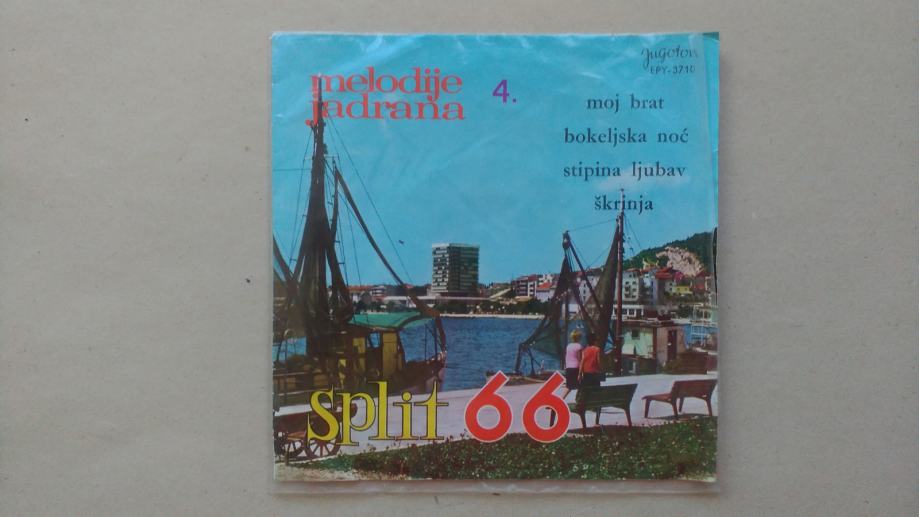 melodije
jadrana
4.
jugoton
EPY-3710
moj brat
bokeljska noć
stipina ljubav
škrinja
split 66